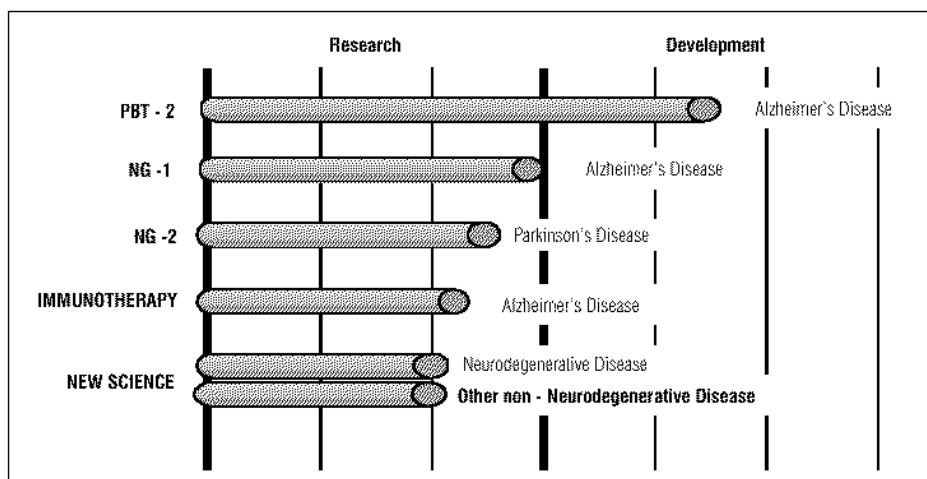 Research Development
PBT - 2 Alzheimer's Disease
NG -1 Alzheimer's Disease
NG -2 Parkinson's Disease
IMMUNOTHERAPY Alzheimer's Disease
NEW SCIENCE Neurodegenerative Disease
Other non - Neurodegenerative Disease